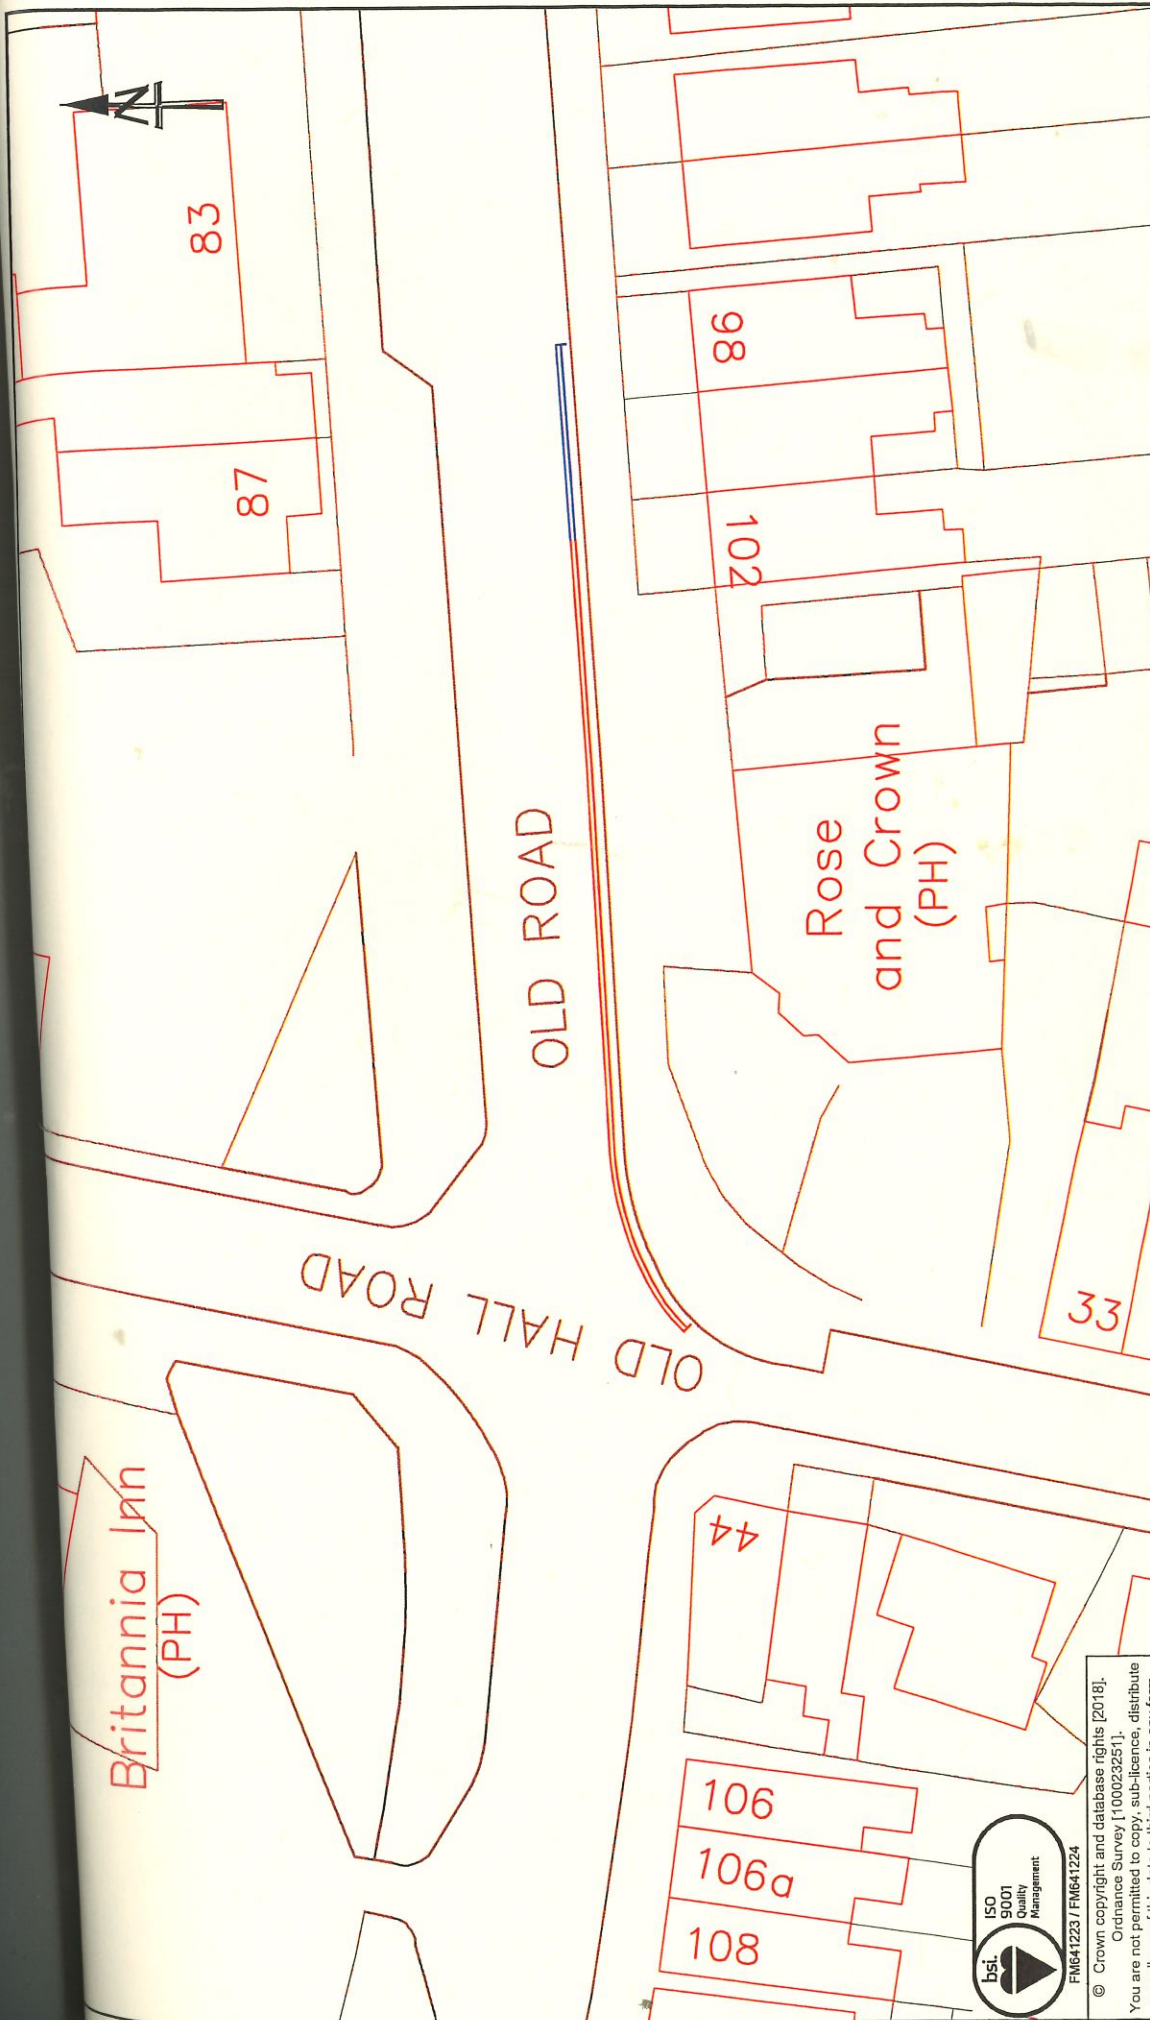 N
83
87
98
102
OLD ROAD
Rose
and Crown
(PH)
OLD HALL ROAD
33
44
Britannia Inn
(PH)
106
106a
108
bsi.
ISO
9001
Quality
Management
FM641223 / FM641224
© Crown copyright and database rights [2018].
Ordnance Survey [100023251].
You are not permitted to copy, sub-licence, distribute